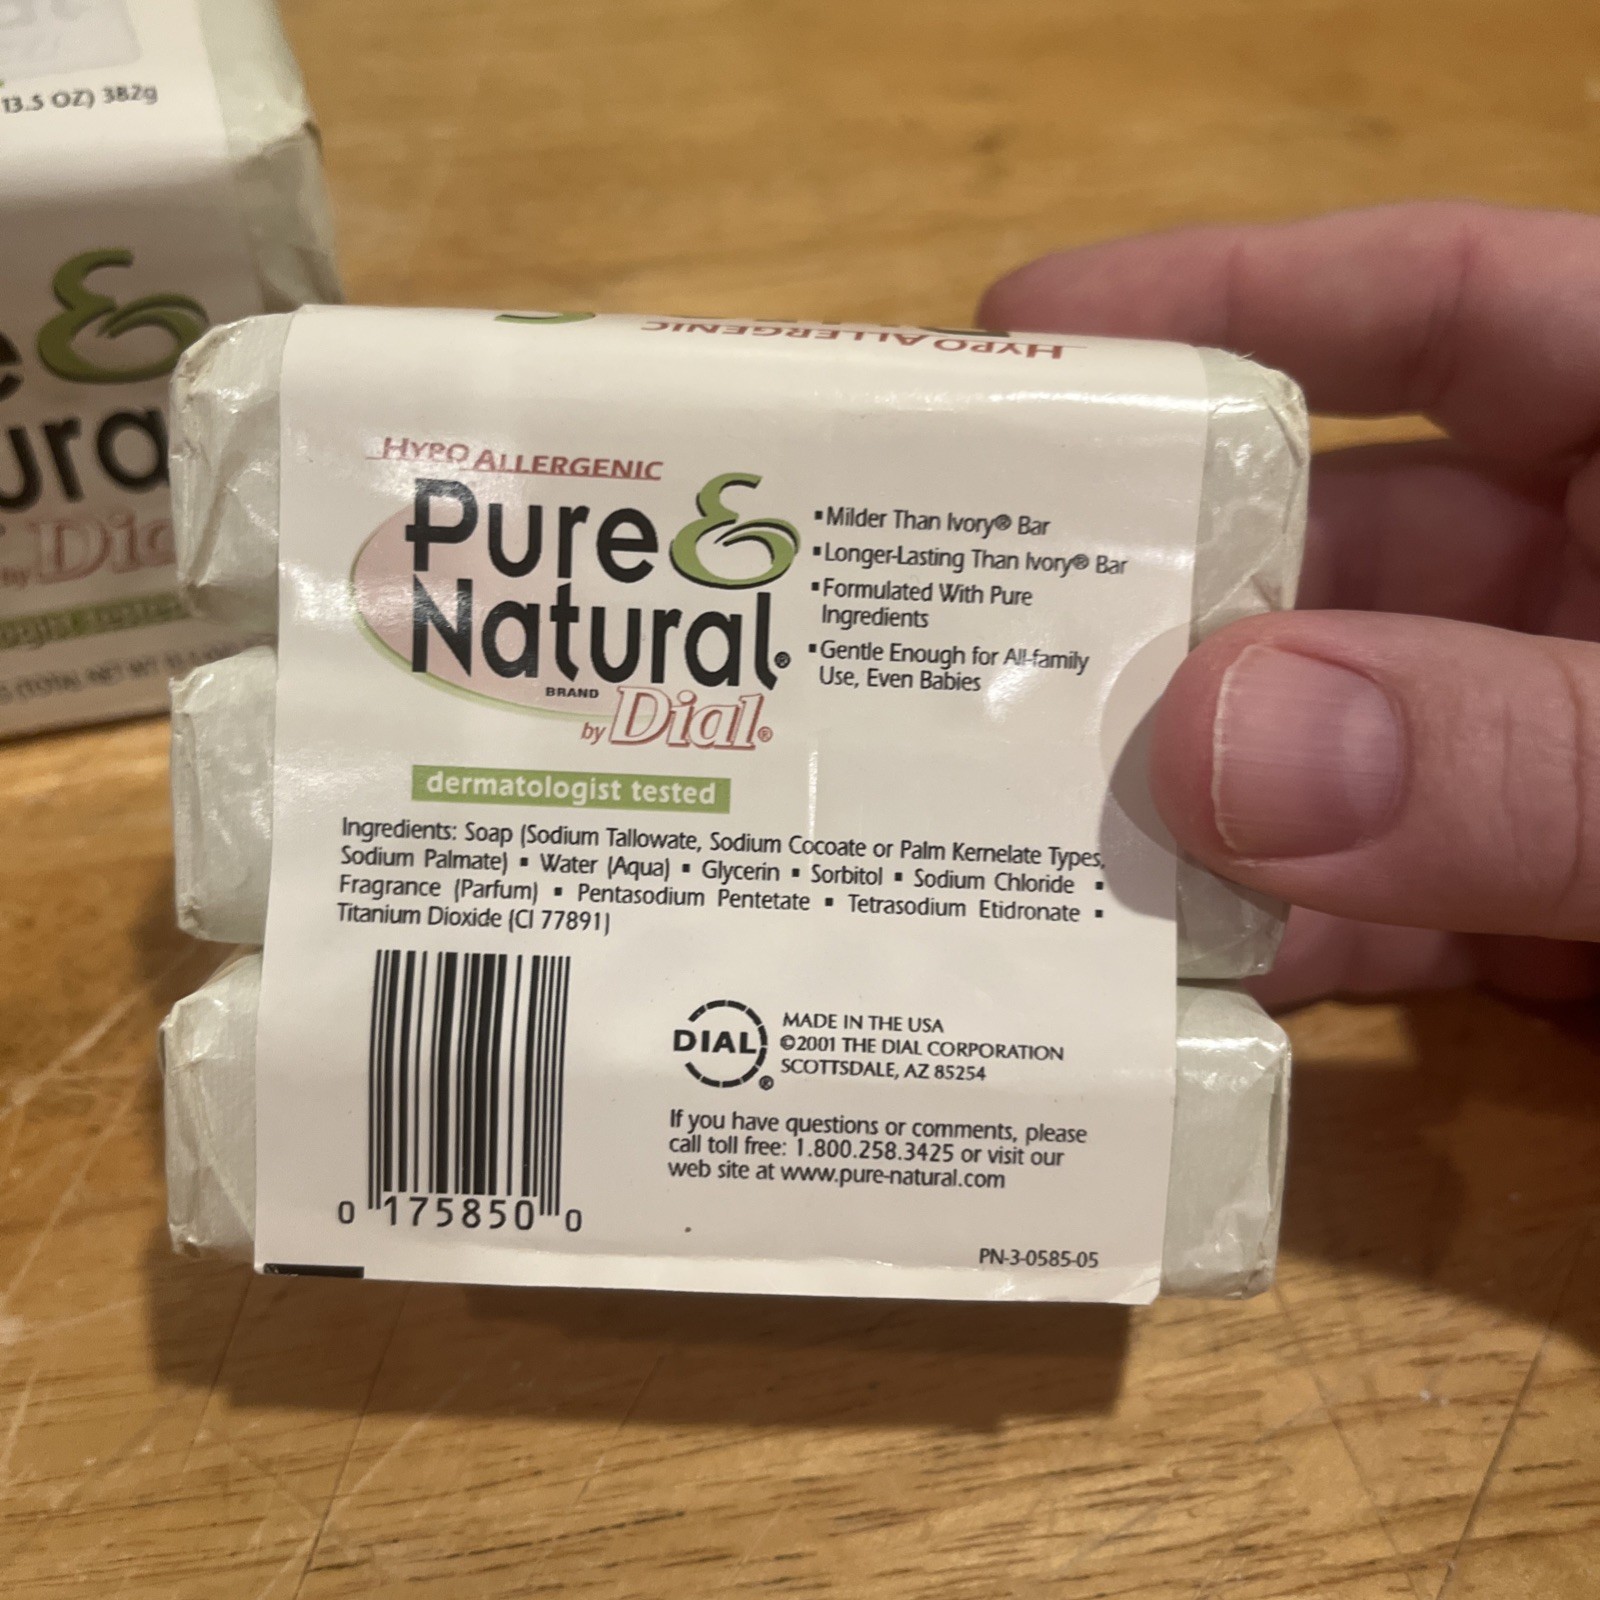 13.5 OZ) 382g
&
ura
by Dia
HYPO ALLERGENIC
HYPO ALLERGENIC
Pure &
Natural®
BRAND
by Dial®
dermatologist tested
▪ Milder Than Ivory® Bar
▪ Longer-Lasting Than Ivory® Bar
▪ Formulated With Pure
Ingredients
▪ Gentle Enough for All-family
Use, Even Babies
Ingredients: Soap (Sodium Tallowate, Sodium Cocoate or Palm Kernelate Types,
Sodium Palmate) ▪ Water (Aqua) ▪ Glycerin ▪ Sorbitol ▪ Sodium Chloride ▪
Fragrance (Parfum) ▪ Pentasodium Pentetate ▪ Tetrasodium Etidronate ▪
Titanium Dioxide (CI 77891)
0 175850 0
DIAL®
MADE IN THE USA
©2001 THE DIAL CORPORATION
SCOTTSDALE, AZ 85254
If you have questions or comments, please
call toll free: 1.800.258.3425 or visit our
web site at www.pure-natural.com
PN-3-0585-05